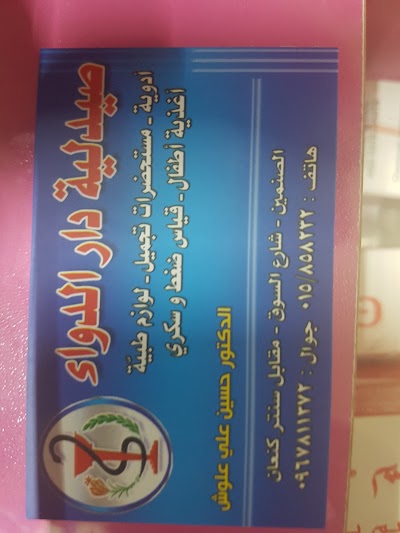 صيدلية دار الدواء
أدوية - مستحضرات تجميل - لوازم طبية
أغذية أطفال - قياس ضغط و سكري
الدكتور حسين علي علوش
الصنمين - شارع السوق - مقابل سنتر كنعان
هاتف : ٠١٥/٨٥٨٢٣٢ جوال : ٠٩٦٧٨١١٣٧٢